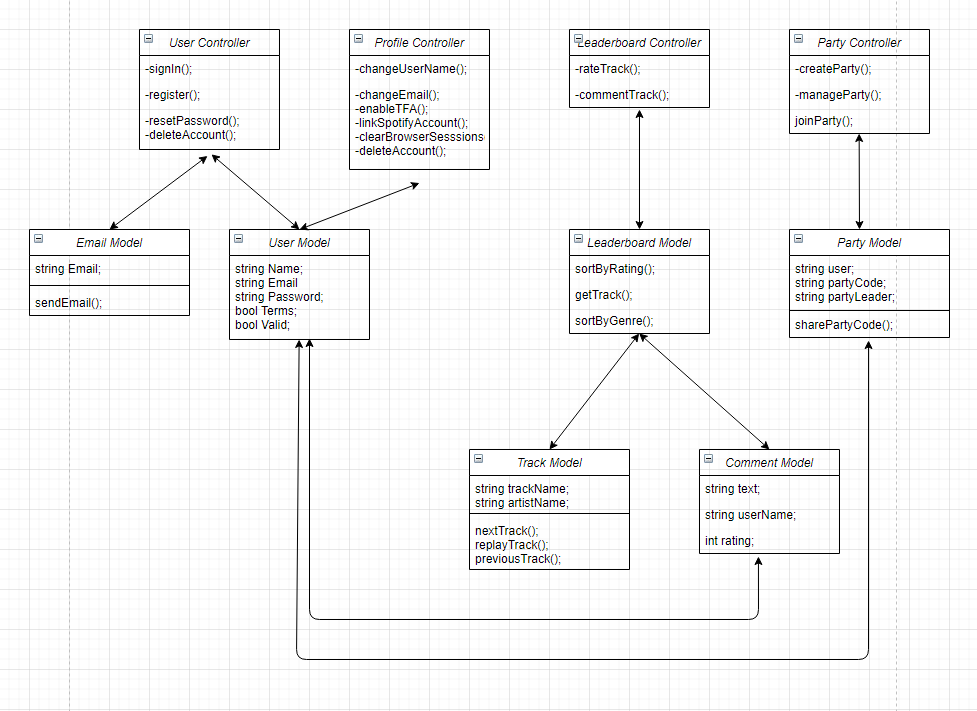 User Controller
-signIn();
-register();
-resetPassword();
-deleteAccount();
Profile Controller
-changeUserName();
-changeEmail();
-enableTFA();
-linkSpotifyAccount();
-clearBrowserSesssions
-deleteAccount();
Leaderboard Controller
-rateTrack();
-commentTrack();
Party Controller
-createParty();
-manageParty();
joinParty();
Email Model
string Email;
sendEmail();
User Model
string Name;
string Email
string Password;
bool Terms;
bool Valid;
Leaderboard Model
sortByRating();
getTrack();
sortByGenre();
Party Model
string user;
string partyCode;
string partyLeader;
sharePartyCode();
Track Model
string trackName;
string artistName;
nextTrack();
replayTrack();
previousTrack();
Comment Model
string text;
string userName;
int rating;